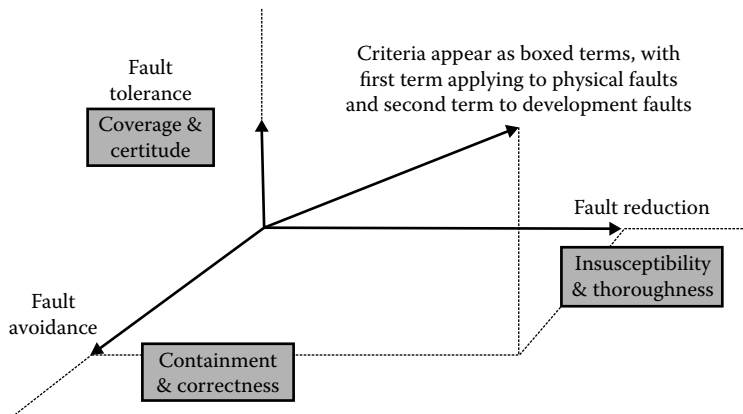 Fault
tolerance
Coverage &
certitude
Criteria appear as boxed terms, with
first term applying to physical faults
and second term to development faults
Fault reduction
Insusceptibility
& thoroughness
Fault
avoidance
Containment
& correctness